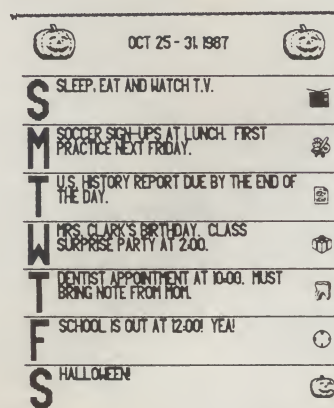 OCT 25 - 31, 1987
S SLEEP, EAT AND WATCH T.V.
M SOCCER SIGN-UPS AT LUNCH. FIRST
PRACTICE NEXT FRIDAY.
T U.S. HISTORY REPORT DUE BY THE END OF
THE DAY.
W MRS. CLARK'S BIRTHDAY. CLASS
SURPRISE PARTY AT 2:00.
T DENTIST APPOINTMENT AT 10:00. MUST
BRING NOTE FROM MOM.
F SCHOOL IS OUT AT 12:00! YEA!
S HALLOWEEN!